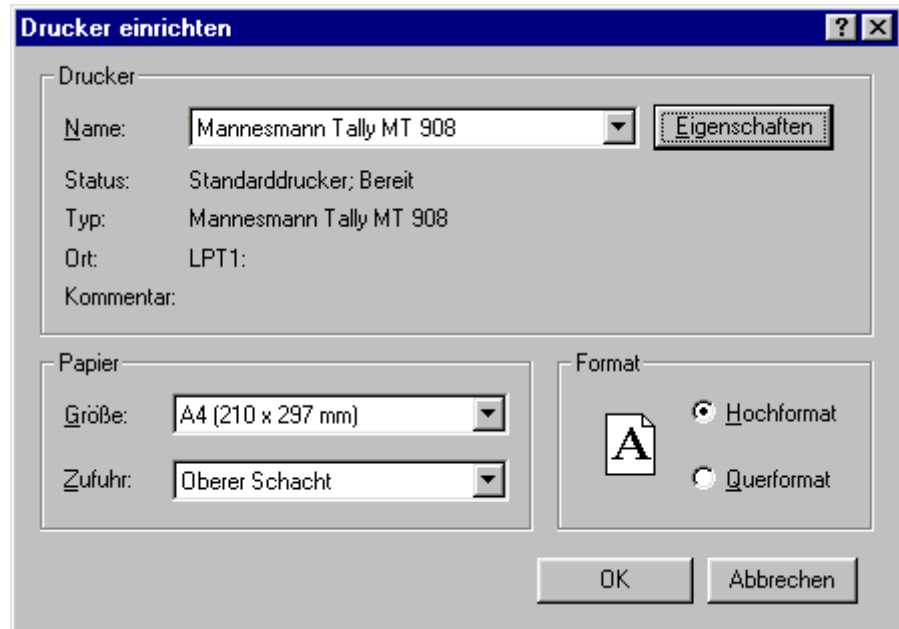 Drucker einrichten
Drucker
Name: Mannesmann Tally MT 908 Eigenschaften
Status: Standarddrucker; Bereit
Typ: Mannesmann Tally MT 908
Ort: LPT1:
Kommentar:
Papier
Größe: A4 (210 x 297 mm)
Zufuhr: Oberer Schacht
Format
A
Hochformat
Querformat
OK Abbrechen